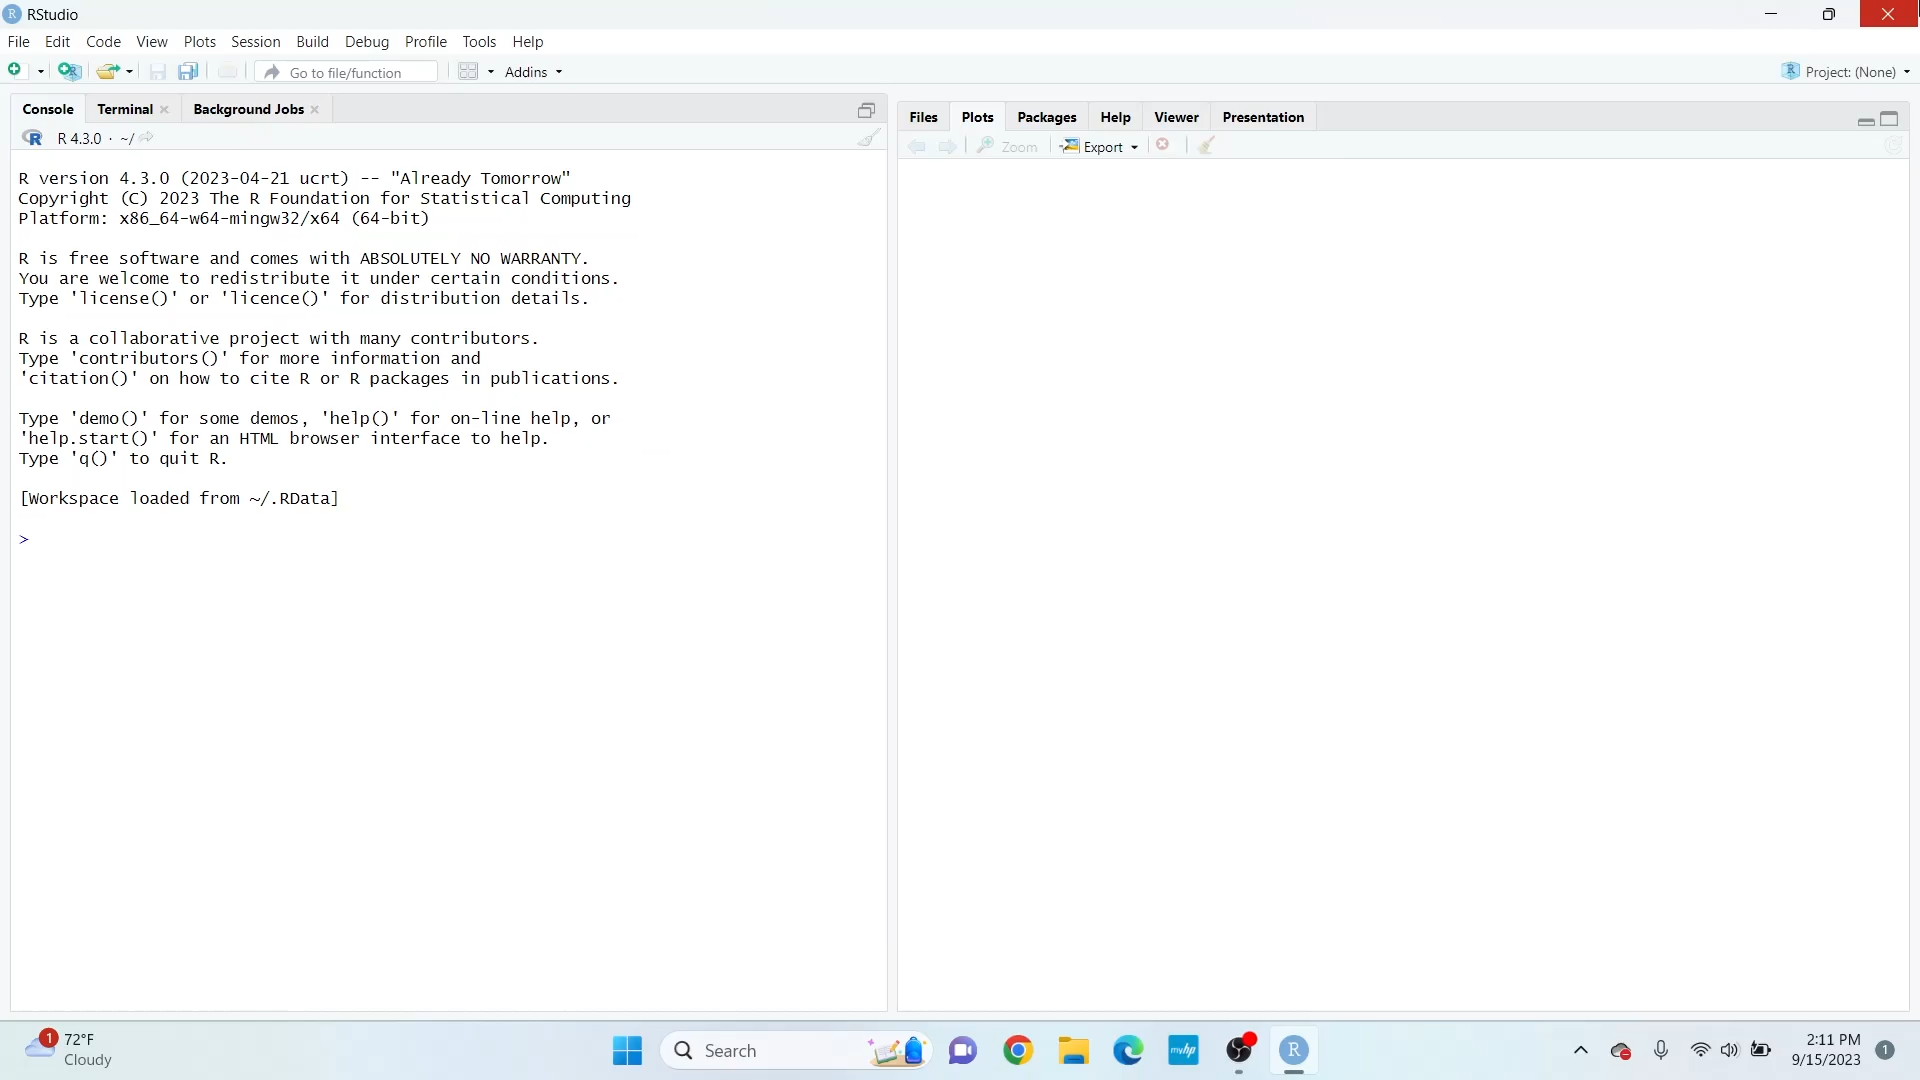 RStudio
File Edit Code View Plots Session Build Debug Profile Tools Help
Go to file/function Addins Project: (None)
Console Terminal Background Jobs
R 4.3.0 · ~/
Files Plots Packages Help Viewer Presentation
Zoom Export
R version 4.3.0 (2023-04-21 ucrt) -- "Already Tomorrow"
Copyright (C) 2023 The R Foundation for Statistical Computing
Platform: x86_64-w64-mingw32/x64 (64-bit)
R is free software and comes with ABSOLUTELY NO WARRANTY.
You are welcome to redistribute it under certain conditions.
Type 'license()' or 'licence()' for distribution details.
R is a collaborative project with many contributors.
Type 'contributors()' for more information and
'citation()' on how to cite R or R packages in publications.
Type 'demo()' for some demos, 'help()' for on-line help, or
'help.start()' for an HTML browser interface to help.
Type 'q()' to quit R.
[Workspace loaded from ~/.RData]
>
1 72°F
Cloudy
Search
myhp
R
2:11 PM
9/15/2023
1